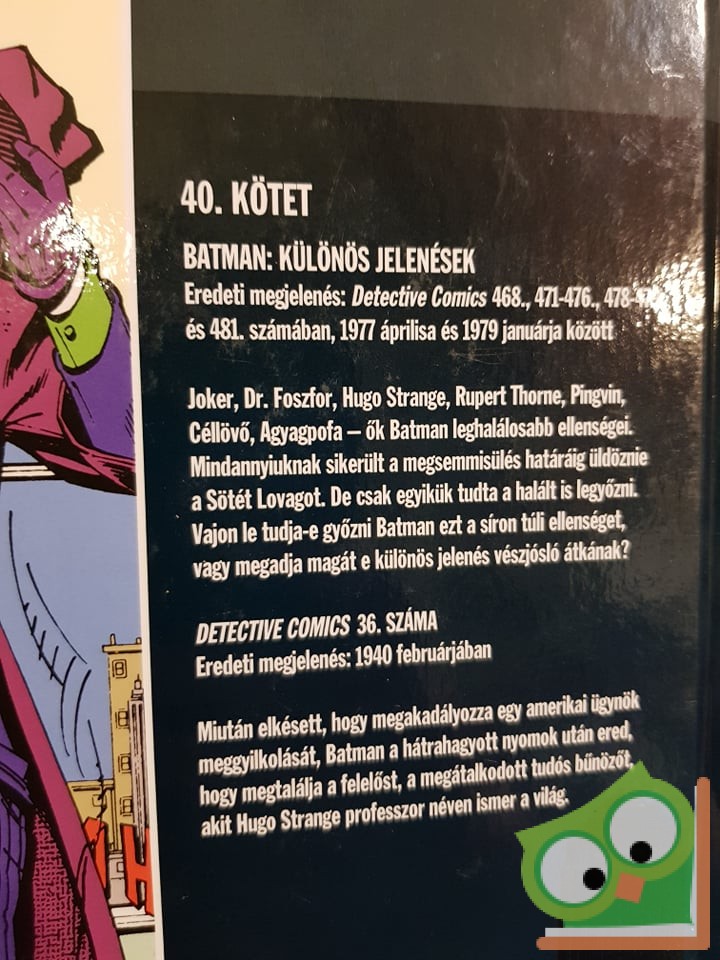 40. KÖTET
BATMAN: KÜLÖNÖS JELENÉSEK
Eredeti megjelenés: Detective Comics 468., 471-476., 478-
és 481. számában, 1977 áprilisa és 1979 januárja között
Joker, Dr. Foszfor, Hugo Strange, Rupert Thorne, Pingvin,
Céllövő, Agyagpofa – ők Batman leghalálosabb ellenségei.
Mindannyiuknak sikerült a megsemmisülés határáig üldöznie
a Sötét Lovagot. De csak egyikük tudta a halált is legyőzni.
Vajon le tudja-e győzni Batman ezt a síron túli ellenséget,
vagy megadja magát e különös jelenés vészjósló átkának?
DETECTIVE COMICS 36. SZÁMA
Eredeti megjelenés: 1940 februárjában
Miután elkésett, hogy megakadályozza egy amerikai ügynök
meggyilkolását, Batman a hátrahagyott nyomok után ered,
hogy megtalálja a felelőst, a megátalkodott tudós bűnözőt,
akit Hugo Strange professzor néven ismer a világ.